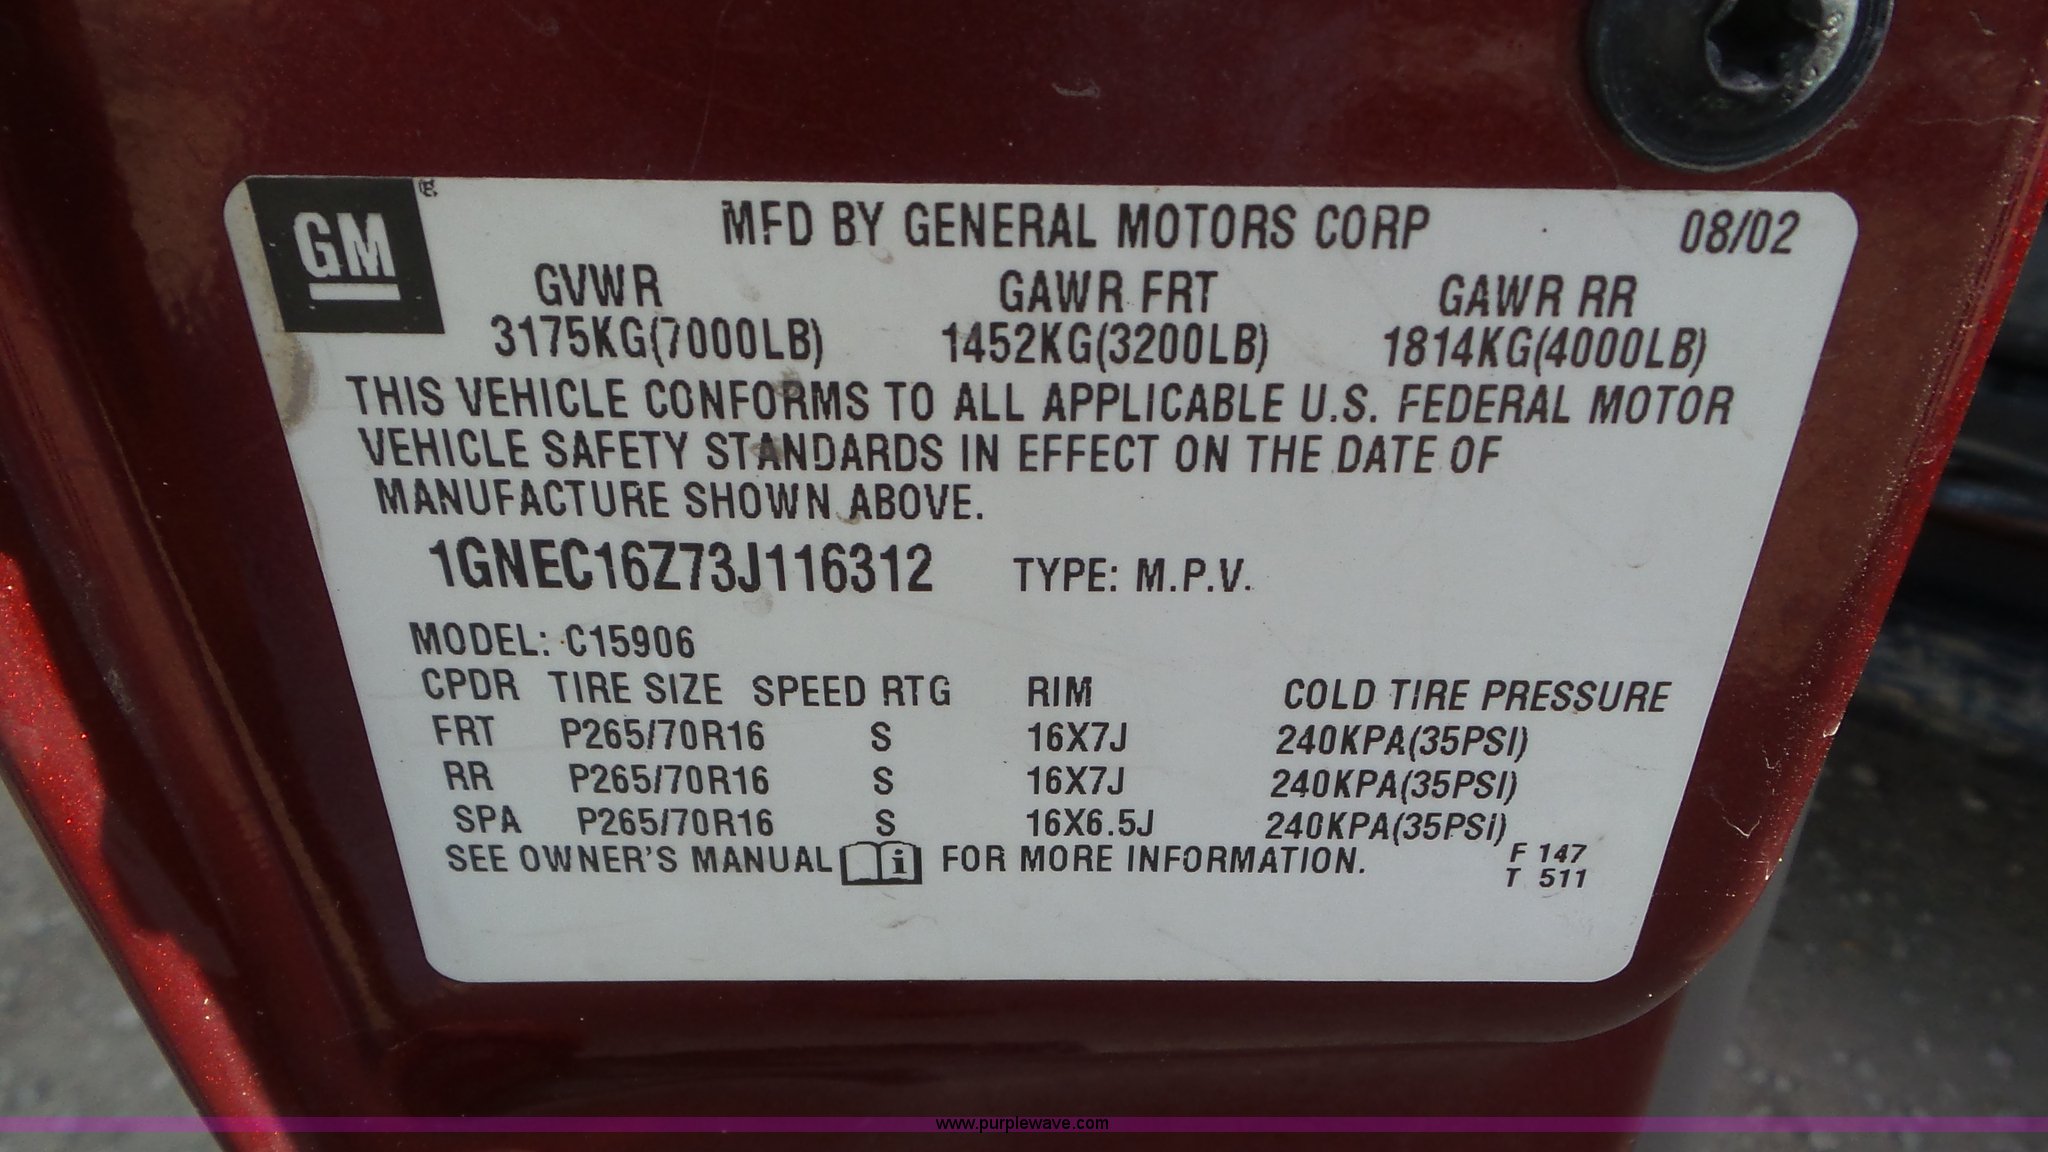 GM®
MFD BY GENERAL MOTORS CORP 08/02
GVWR GAWR FRT GAWR RR
3175KG(7000LB) 1452KG(3200LB) 1814KG(4000LB)
THIS VEHICLE CONFORMS TO ALL APPLICABLE U.S. FEDERAL MOTOR
VEHICLE SAFETY STANDARDS IN EFFECT ON THE DATE OF
MANUFACTURE SHOWN ABOVE.
1GNEC16Z73J116312 TYPE: M.P.V.
MODEL: C15906
CPDR TIRE SIZE SPEED RTG RIM COLD TIRE PRESSURE
FRT P265/70R16 S 16X7J 240KPA(35PSI)
RR P265/70R16 S 16X7J 240KPA(35PSI)
SPA P265/70R16 S 16X6.5J 240KPA(35PSI)
SEE OWNER'S MANUAL i FOR MORE INFORMATION.
F 147
T 511
www.purplewave.com